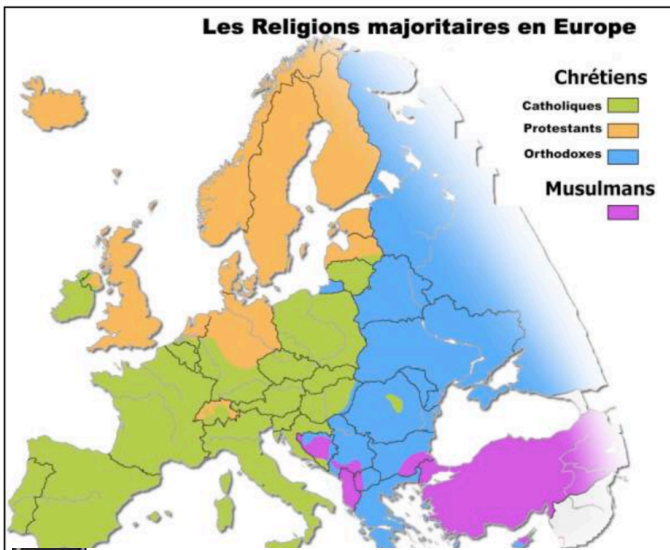 Les Religions majoritaires en Europe
Chrétiens
Catholiques
Protestants
Orthodoxes
Musulmans